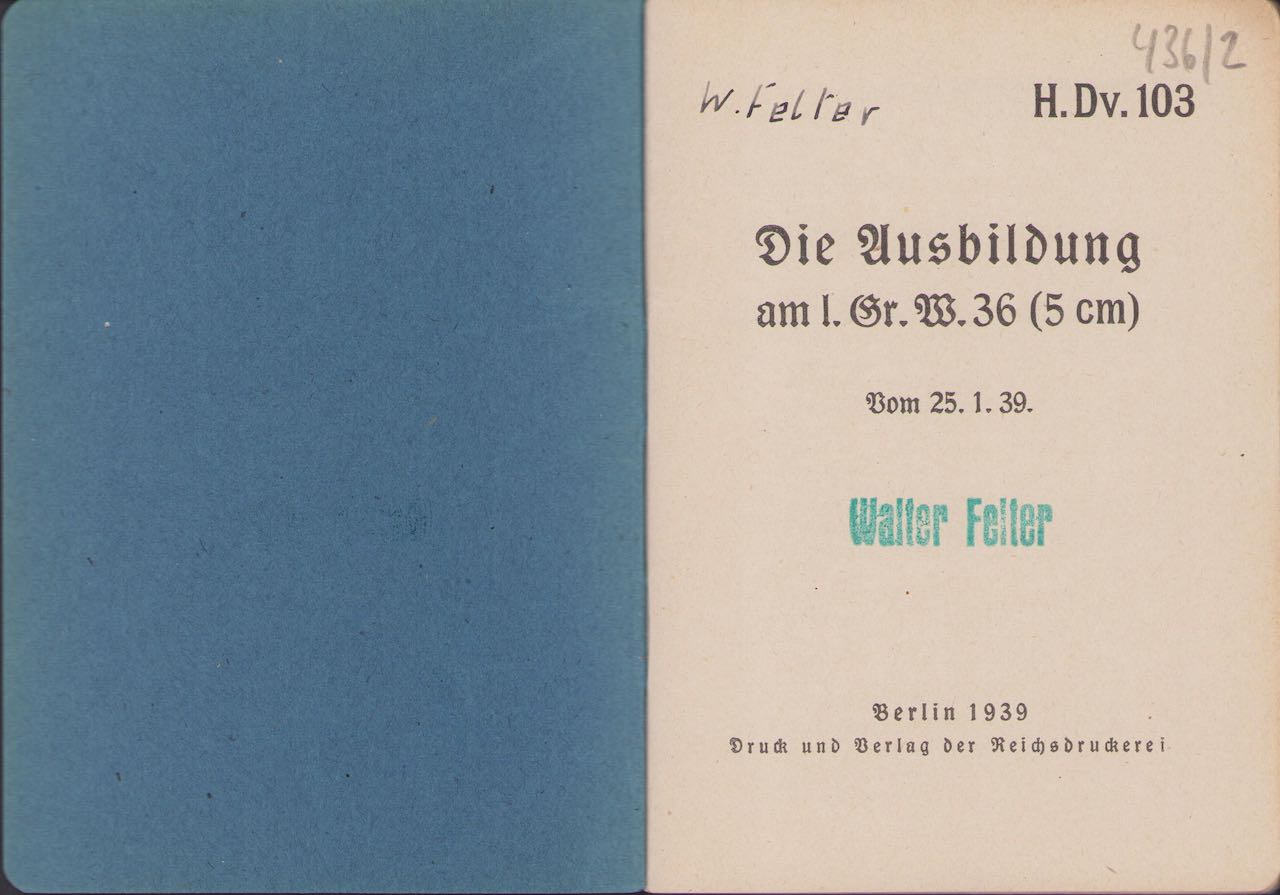 436/2
W. Felter
H. Dv. 103
Die Ausbildung
am l. Gr. W. 36 (5 cm)
Vom 25. 1. 39.
Walter Felter
Berlin 1939
Druck und Verlag der Reichsdruckerei